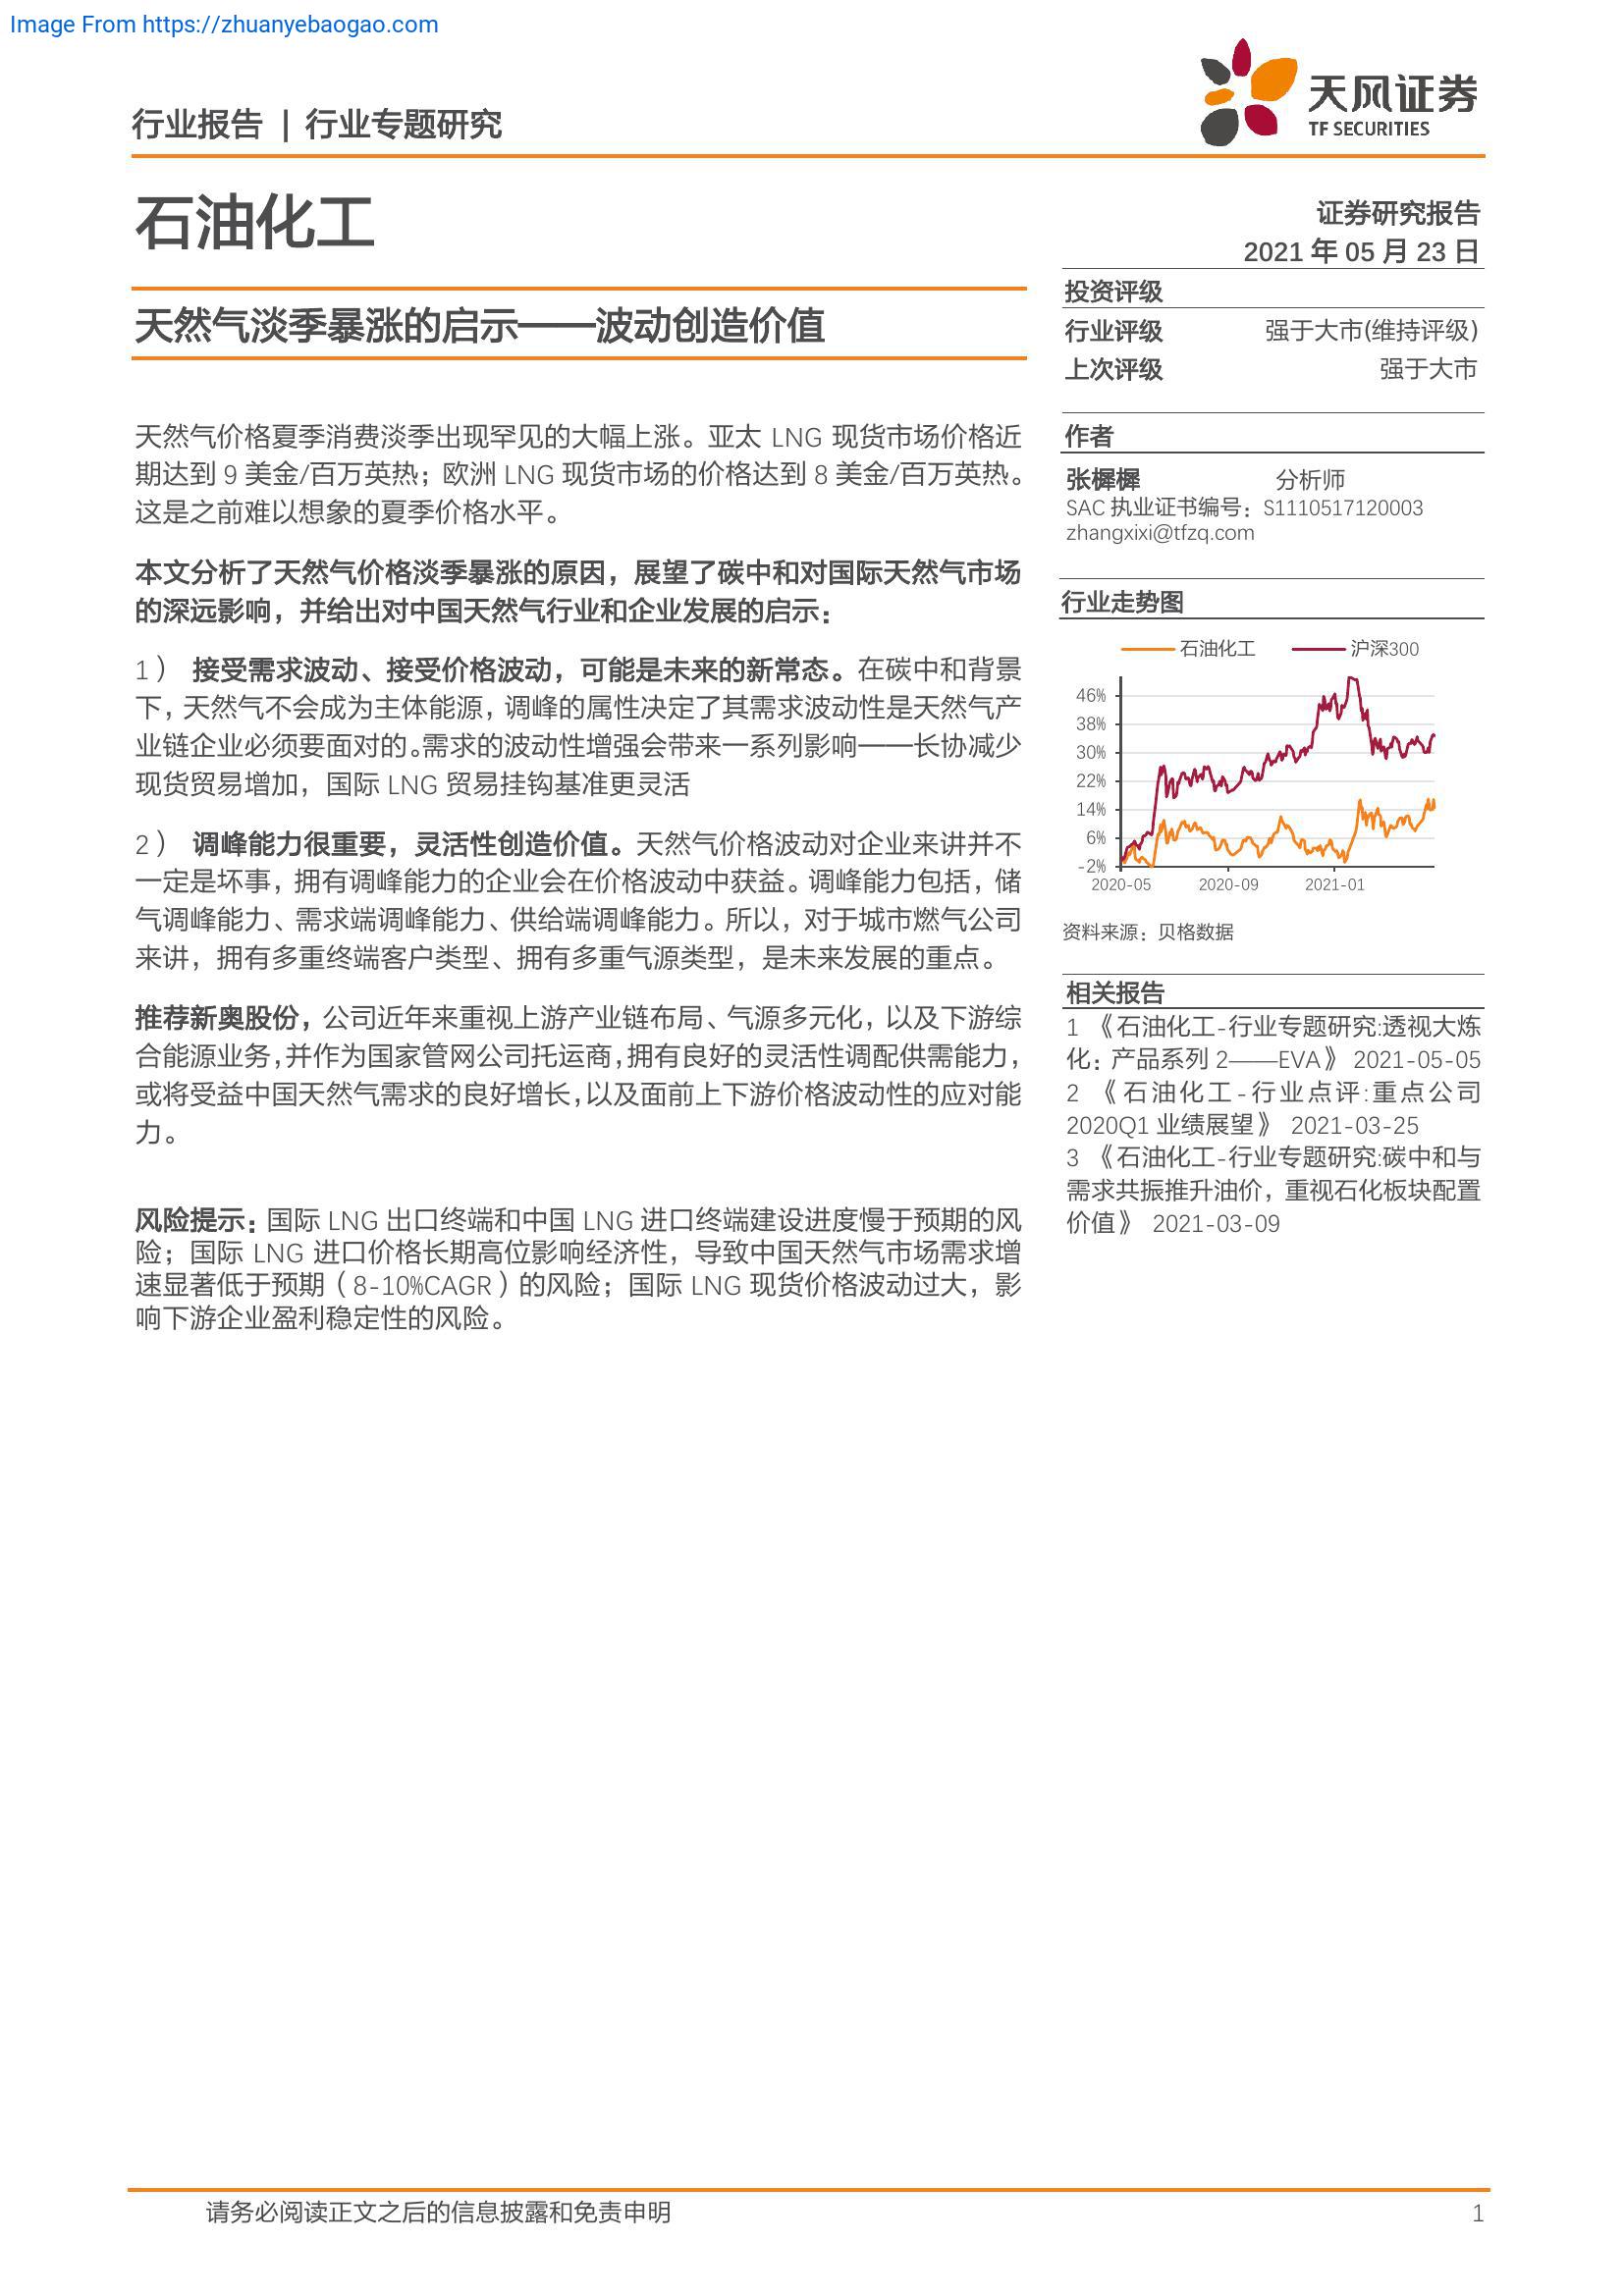 Image From https://zhuanyebaogao.com
行业报告 | 行业专题研究
天风证券
TF SECURITIES
石油化工
证券研究报告
2021 年 05 月 23 日
天然气淡季暴涨的启示——波动创造价值
天然气价格夏季消费淡季出现罕见的大幅上涨。亚太 LNG 现货市场价格近
期达到 9 美金/百万英热；欧洲 LNG 现货市场的价格达到 8 美金/百万英热。
这是之前难以想象的夏季价格水平。
本文分析了天然气价格淡季暴涨的原因，展望了碳中和对国际天然气市场
的深远影响，并给出对中国天然气行业和企业发展的启示：
1） 接受需求波动、接受价格波动，可能是未来的新常态。在碳中和背景
下，天然气不会成为主体能源，调峰的属性决定了其需求波动性是天然气产
业链企业必须要面对的。需求的波动性增强会带来一系列影响——长协减少
现货贸易增加，国际 LNG 贸易挂钩基准更灵活
2） 调峰能力很重要，灵活性创造价值。天然气价格波动对企业来讲并不
一定是坏事，拥有调峰能力的企业会在价格波动中获益。调峰能力包括，储
气调峰能力、需求端调峰能力、供给端调峰能力。所以，对于城市燃气公司
来讲，拥有多重终端客户类型、拥有多重气源类型，是未来发展的重点。
推荐新奥股份，公司近年来重视上游产业链布局、气源多元化，以及下游综
合能源业务，并作为国家管网公司托运商，拥有良好的灵活性调配供需能力，
或将受益中国天然气需求的良好增长，以及面前上下游价格波动性的应对能
力。
风险提示：国际 LNG 出口终端和中国 LNG 进口终端建设进度慢于预期的风
险；国际 LNG 进口价格长期高位影响经济性，导致中国天然气市场需求增
速显著低于预期（8-10%CAGR）的风险；国际 LNG 现货价格波动过大，影
响下游企业盈利稳定性的风险。
投资评级
行业评级 强于大市(维持评级)
上次评级 强于大市
作者
张樨樨 分析师
SAC 执业证书编号：S1110517120003
zhangxixi@tfzq.com
行业走势图
石油化工 沪深300
46%
38%
30%
22%
14%
6%
-2%
2020-05 2020-09 2021-01
资料来源：贝格数据
相关报告
1 《石油化工-行业专题研究:透视大炼
化：产品系列 2——EVA》 2021-05-05
2 《石油化工-行业点评:重点公司
2020Q1 业绩展望》 2021-03-25
3 《石油化工-行业专题研究:碳中和与
需求共振推升油价，重视石化板块配置
价值》 2021-03-09
请务必阅读正文之后的信息披露和免责申明 1